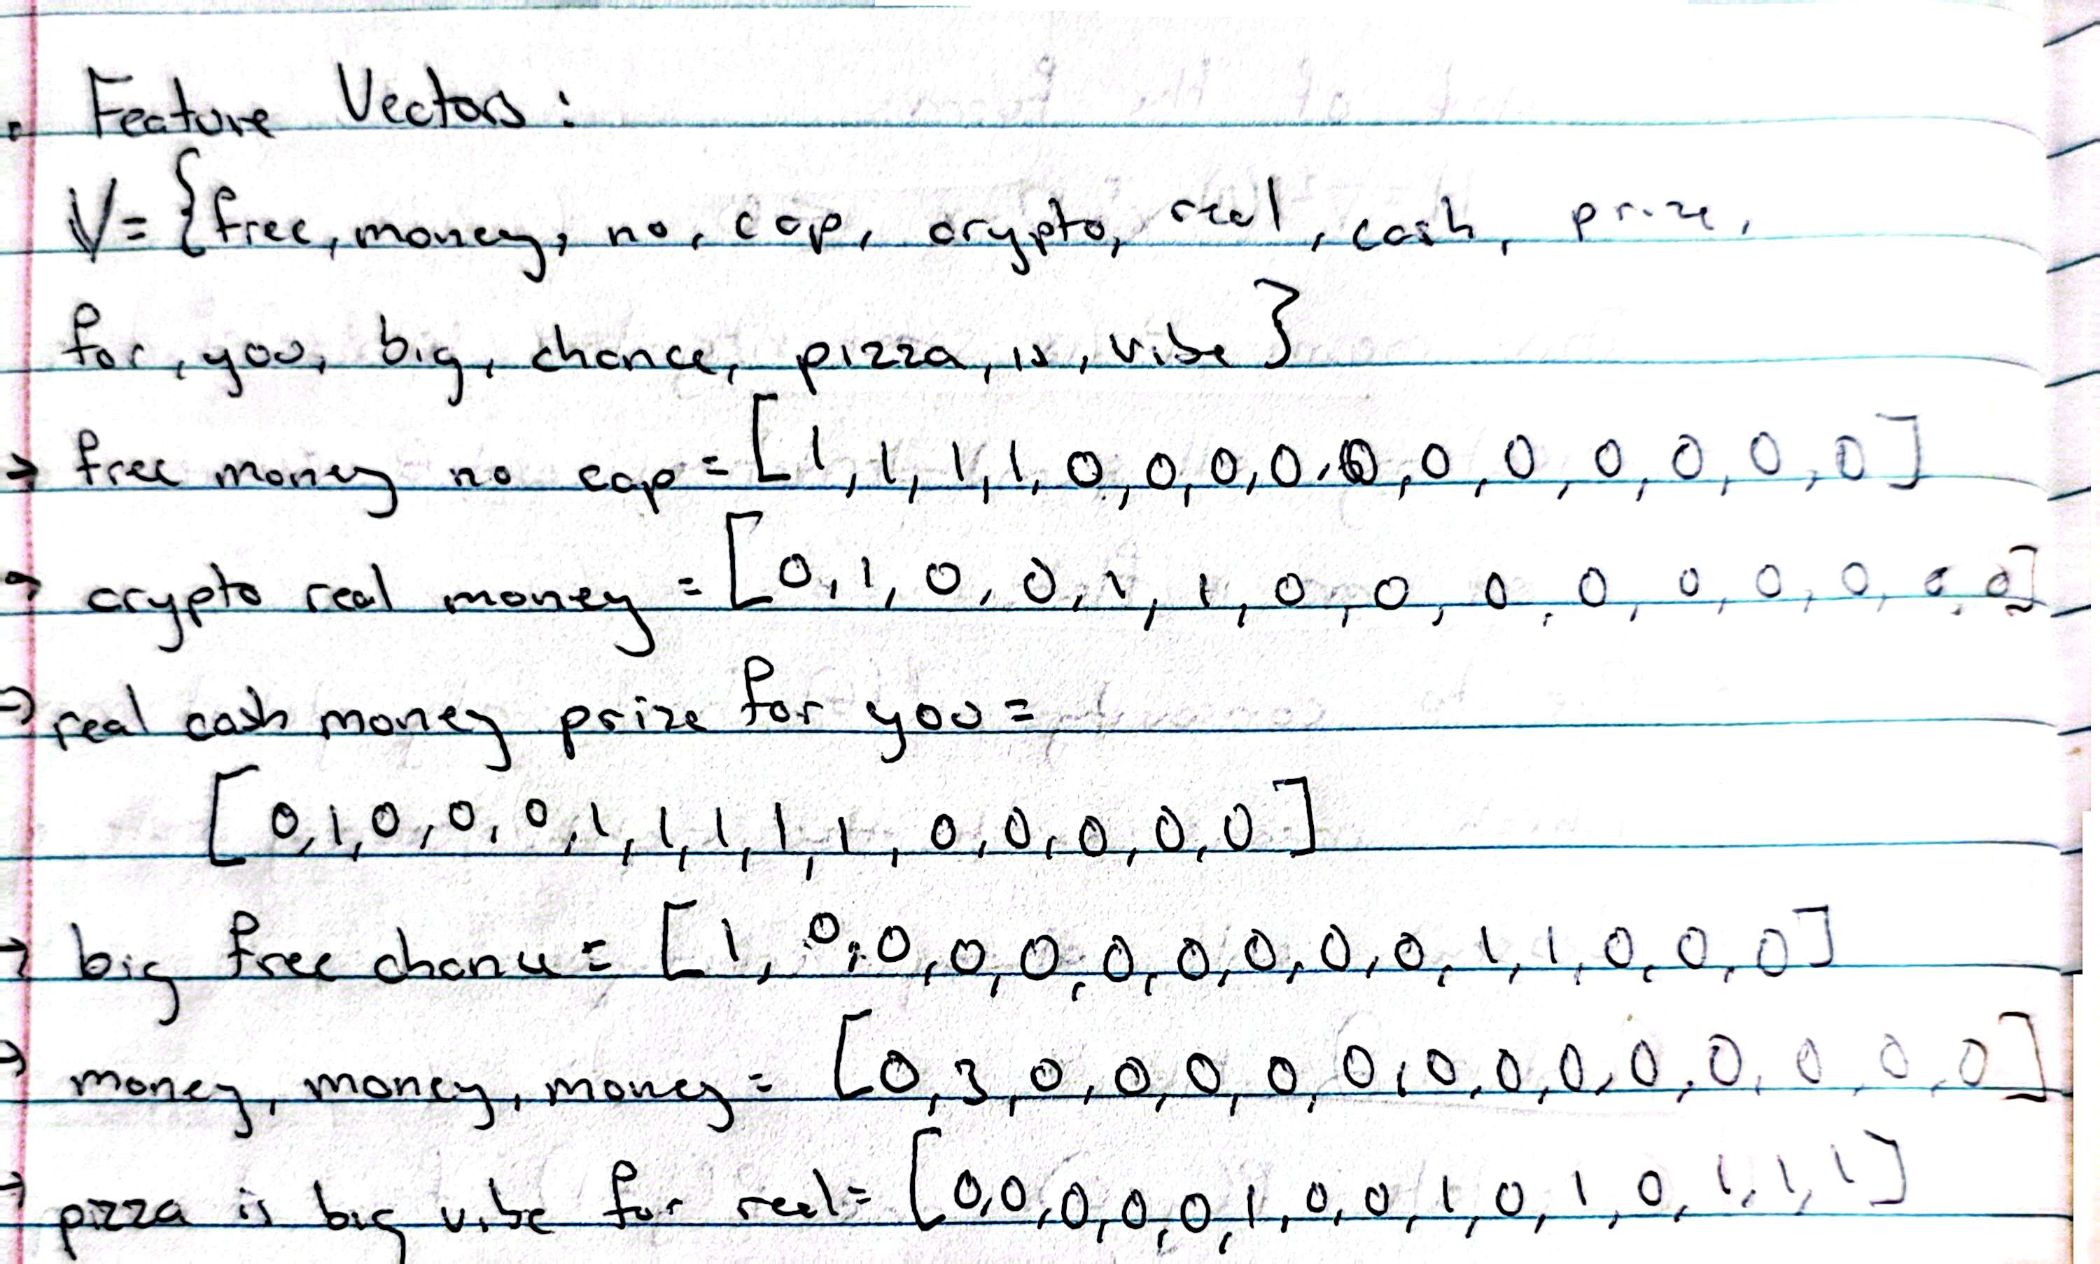 Feature Vectors:
V= {free, money, no, cap, crypto, real, cash, prize,
for, you, big, chance, pizza, is, vibe}
→ free money no cap = [1, 1, 1, 1, 0, 0, 0, 0, 0, 0, 0, 0, 0, 0, 0]
→ crypto real money = [0, 1, 0, 0, 1, 1, 0, 0, 0, 0, 0, 0, 0, 0, 0]
→ real cash money prize for you =
[0, 1, 0, 0, 0, 1, 1, 1, 1, 1, 0, 0, 0, 0, 0]
→ big free chance = [1, 0, 0, 0, 0, 0, 0, 0, 0, 0, 1, 1, 0, 0, 0]
→ money, money, money = [0, 3, 0, 0, 0, 0, 0, 0, 0, 0, 0, 0, 0, 0, 0]
→ pizza is big vibe for real = [0, 0, 0, 0, 0, 1, 0, 0, 1, 0, 1, 0, 1, 1, 1]